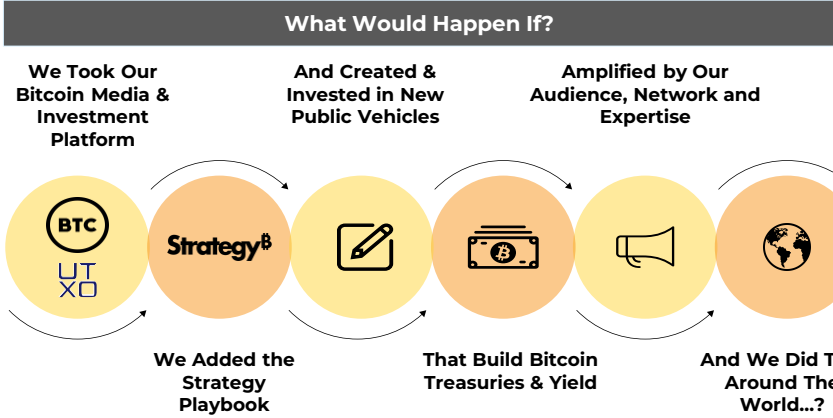 What Would Happen If?
We Took Our
Bitcoin Media &
Investment
Platform
And Created &
Invested in New
Public Vehicles
Amplified by Our
Audience, Network and
Expertise
BTC
UT
XO
Strategy₿
We Added the
Strategy
Playbook
That Build Bitcoin
Treasuries & Yield
And We Did T
Around The
World...?